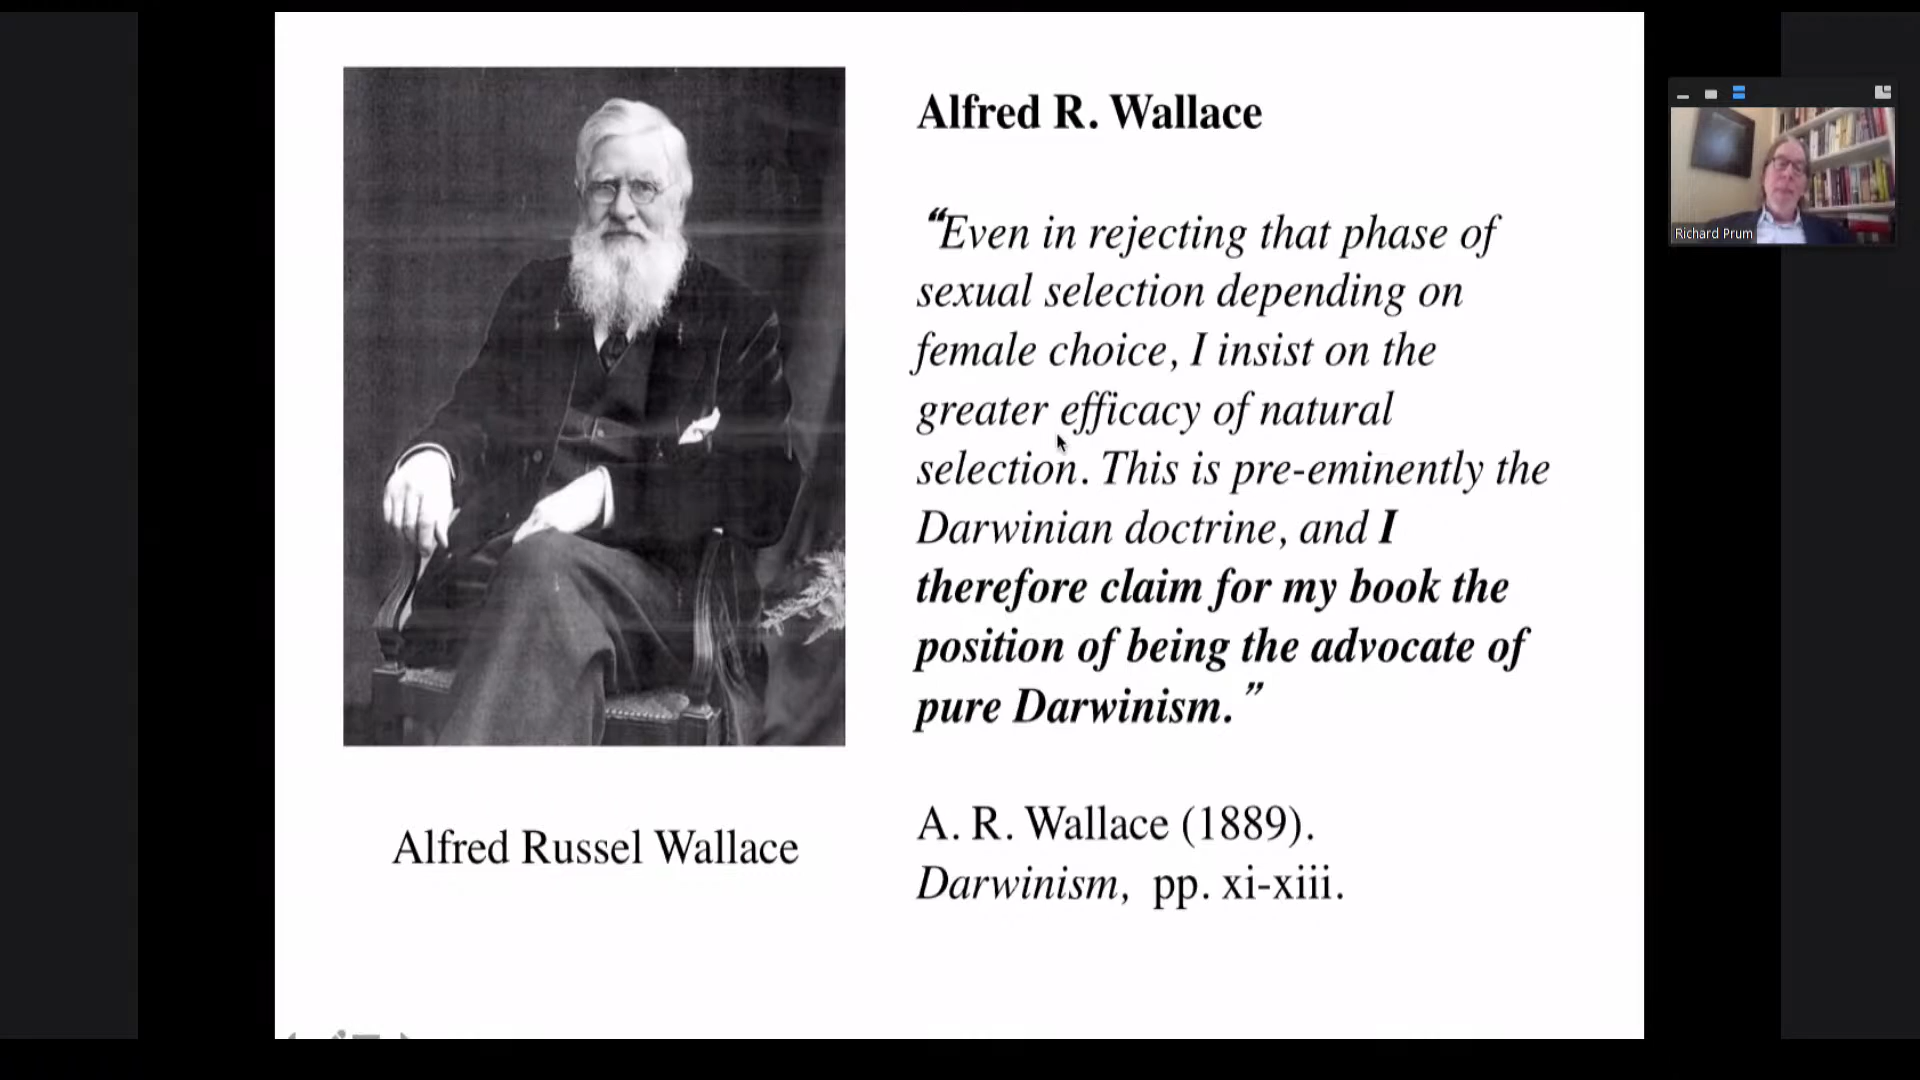 Alfred R. Wallace
“Even in rejecting that phase of
sexual selection depending on
female choice, I insist on the
greater efficacy of natural
selection. This is pre-eminently the
Darwinian doctrine, and I
therefore claim for my book the
position of being the advocate of
pure Darwinism.”
A. R. Wallace (1889).
Darwinism, pp. xi-xiii.
Alfred Russel Wallace
Richard Prum